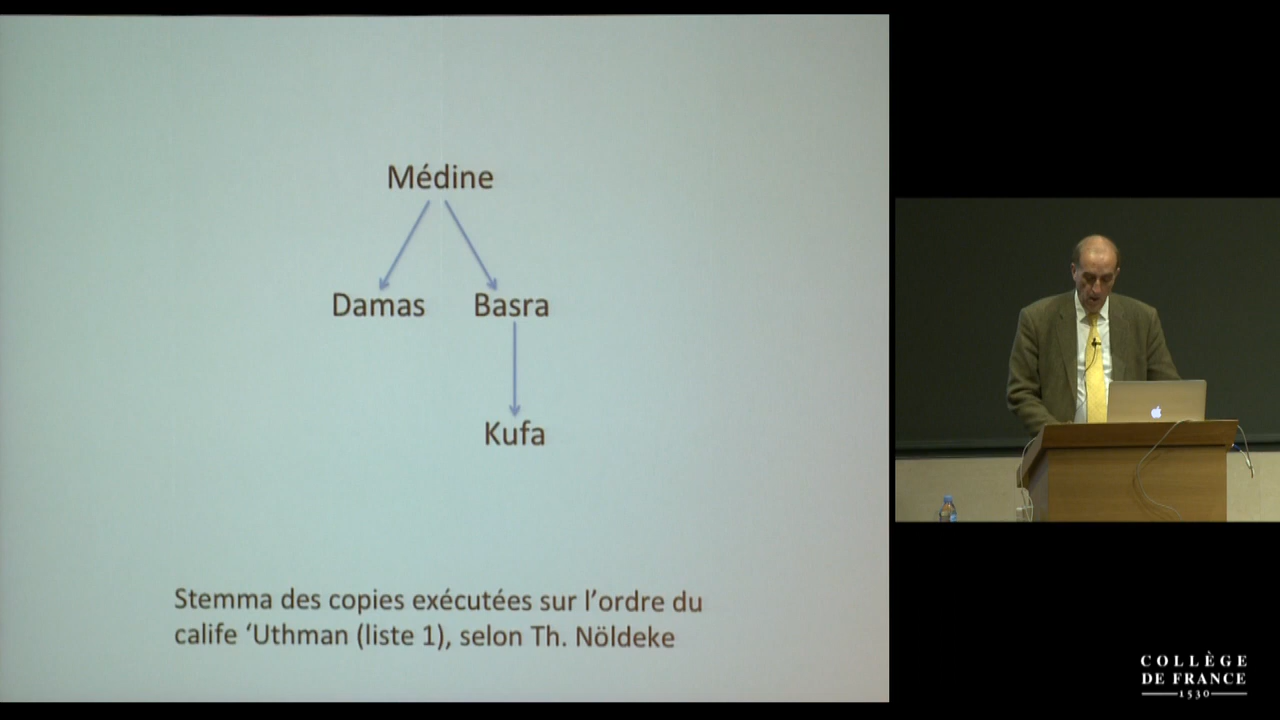 Médine
Damas Basra
Kufa
Stemma des copies exécutées sur l'ordre du
calife ‘Uthman (liste 1), selon Th. Nöldeke
COLLÈGE
DE FRANCE
1530